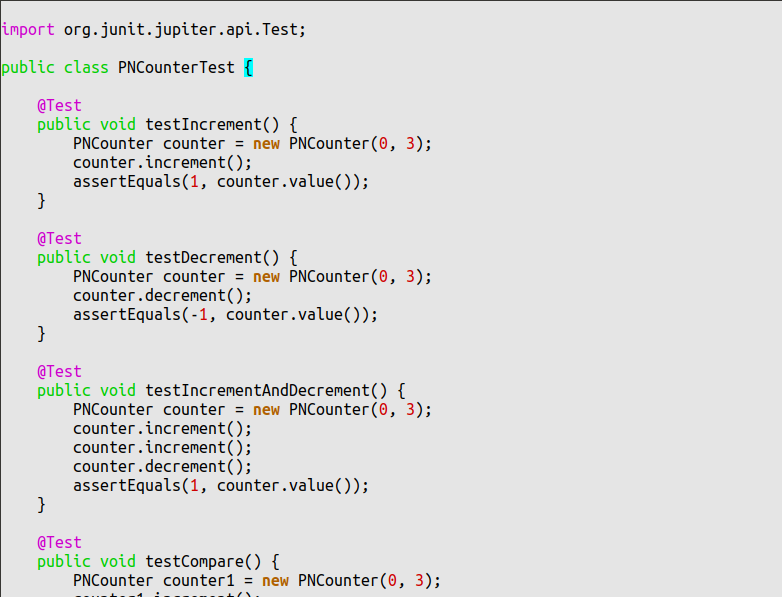 import org.junit.jupiter.api.Test;
public class PNCounterTest {
@Test
public void testIncrement() {
PNCounter counter = new PNCounter(0, 3);
counter.increment();
assertEquals(1, counter.value());
}
@Test
public void testDecrement() {
PNCounter counter = new PNCounter(0, 3);
counter.decrement();
assertEquals(-1, counter.value());
}
@Test
public void testIncrementAndDecrement() {
PNCounter counter = new PNCounter(0, 3);
counter.increment();
counter.increment();
counter.decrement();
assertEquals(1, counter.value());
}
@Test
public void testCompare() {
PNCounter counter1 = new PNCounter(0, 3);
counter1.increment();